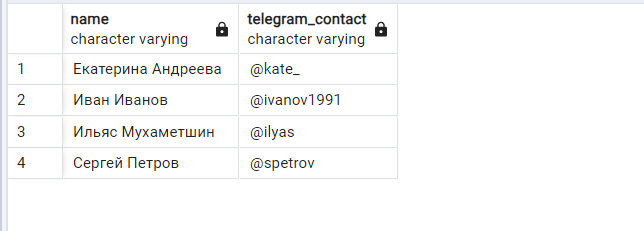 name telegram_contact
character varying character varying
1 Екатерина Андреева @kate_
2 Иван Иванов @ivanov1991
3 Ильяс Мухаметшин @ilyas
4 Сергей Петров @spetrov